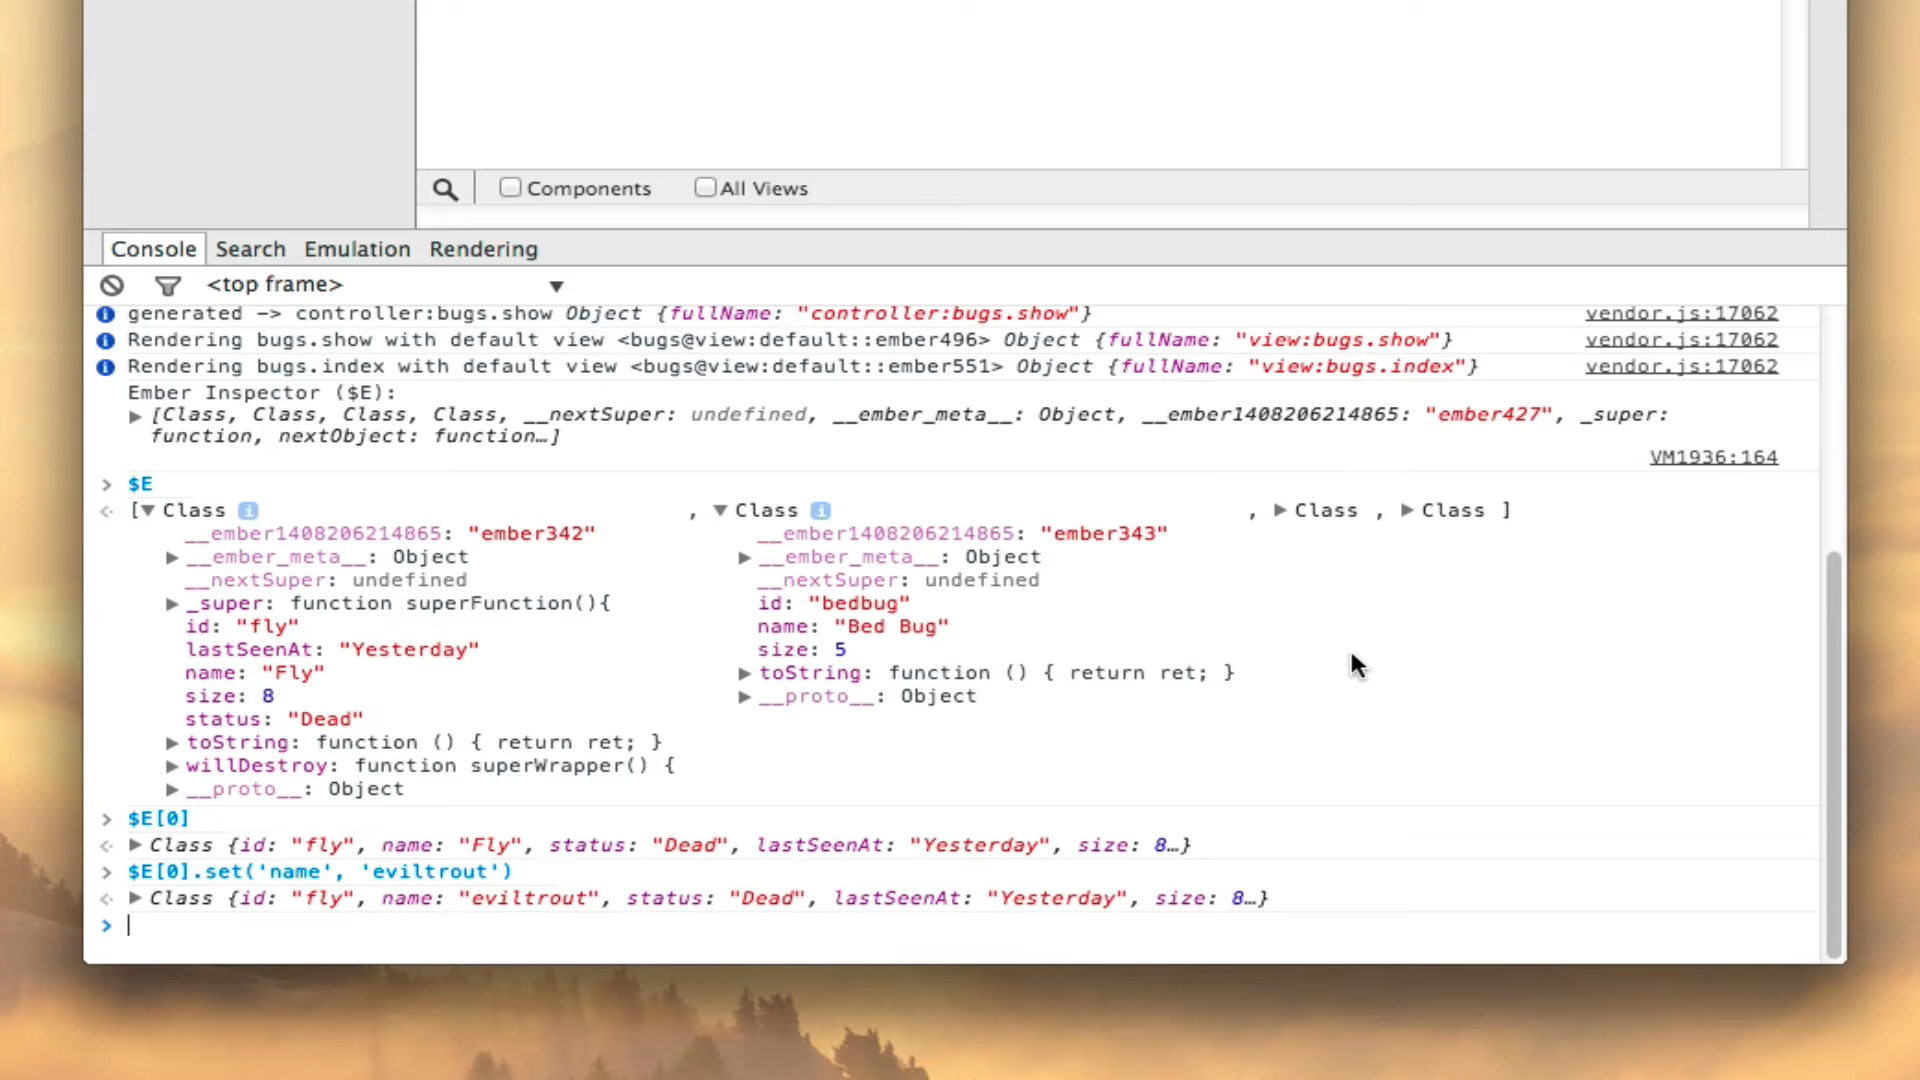 Components All Views
Console Search Emulation Rendering
<top frame>
generated -> controller:bugs.show Object {fullName: "controller:bugs.show"} vendor.js:17062
Rendering bugs.show with default view <bugs@view:default::ember496> Object {fullName: "view:bugs.show"} vendor.js:17062
Rendering bugs.index with default view <bugs@view:default::ember551> Object {fullName: "view:bugs.index"} vendor.js:17062
Ember Inspector ($E):
[Class, Class, Class, Class, __nextSuper: undefined, __ember_meta__: Object, __ember1408206214865: "ember427", _super:
function, nextObject: function…]
VM1936:164
> $E
[▼ Class i , ▼ Class i , ▶ Class , ▶ Class ]
__ember1408206214865: "ember342" __ember1408206214865: "ember343"
▶ __ember_meta__: Object ▶ __ember_meta__: Object
__nextSuper: undefined __nextSuper: undefined
▶ _super: function superFunction(){ id: "bedbug"
id: "fly" name: "Bed Bug"
lastSeenAt: "Yesterday" size: 5
name: "Fly" ▶ toString: function () { return ret; }
size: 8 ▶ __proto__: Object
status: "Dead"
▶ toString: function () { return ret; }
▶ willDestroy: function superWrapper() {
▶ __proto__: Object
> $E[0]
▶ Class {id: "fly", name: "Fly", status: "Dead", lastSeenAt: "Yesterday", size: 8…}
> $E[0].set('name', 'eviltrout')
▶ Class {id: "fly", name: "eviltrout", status: "Dead", lastSeenAt: "Yesterday", size: 8…}
>